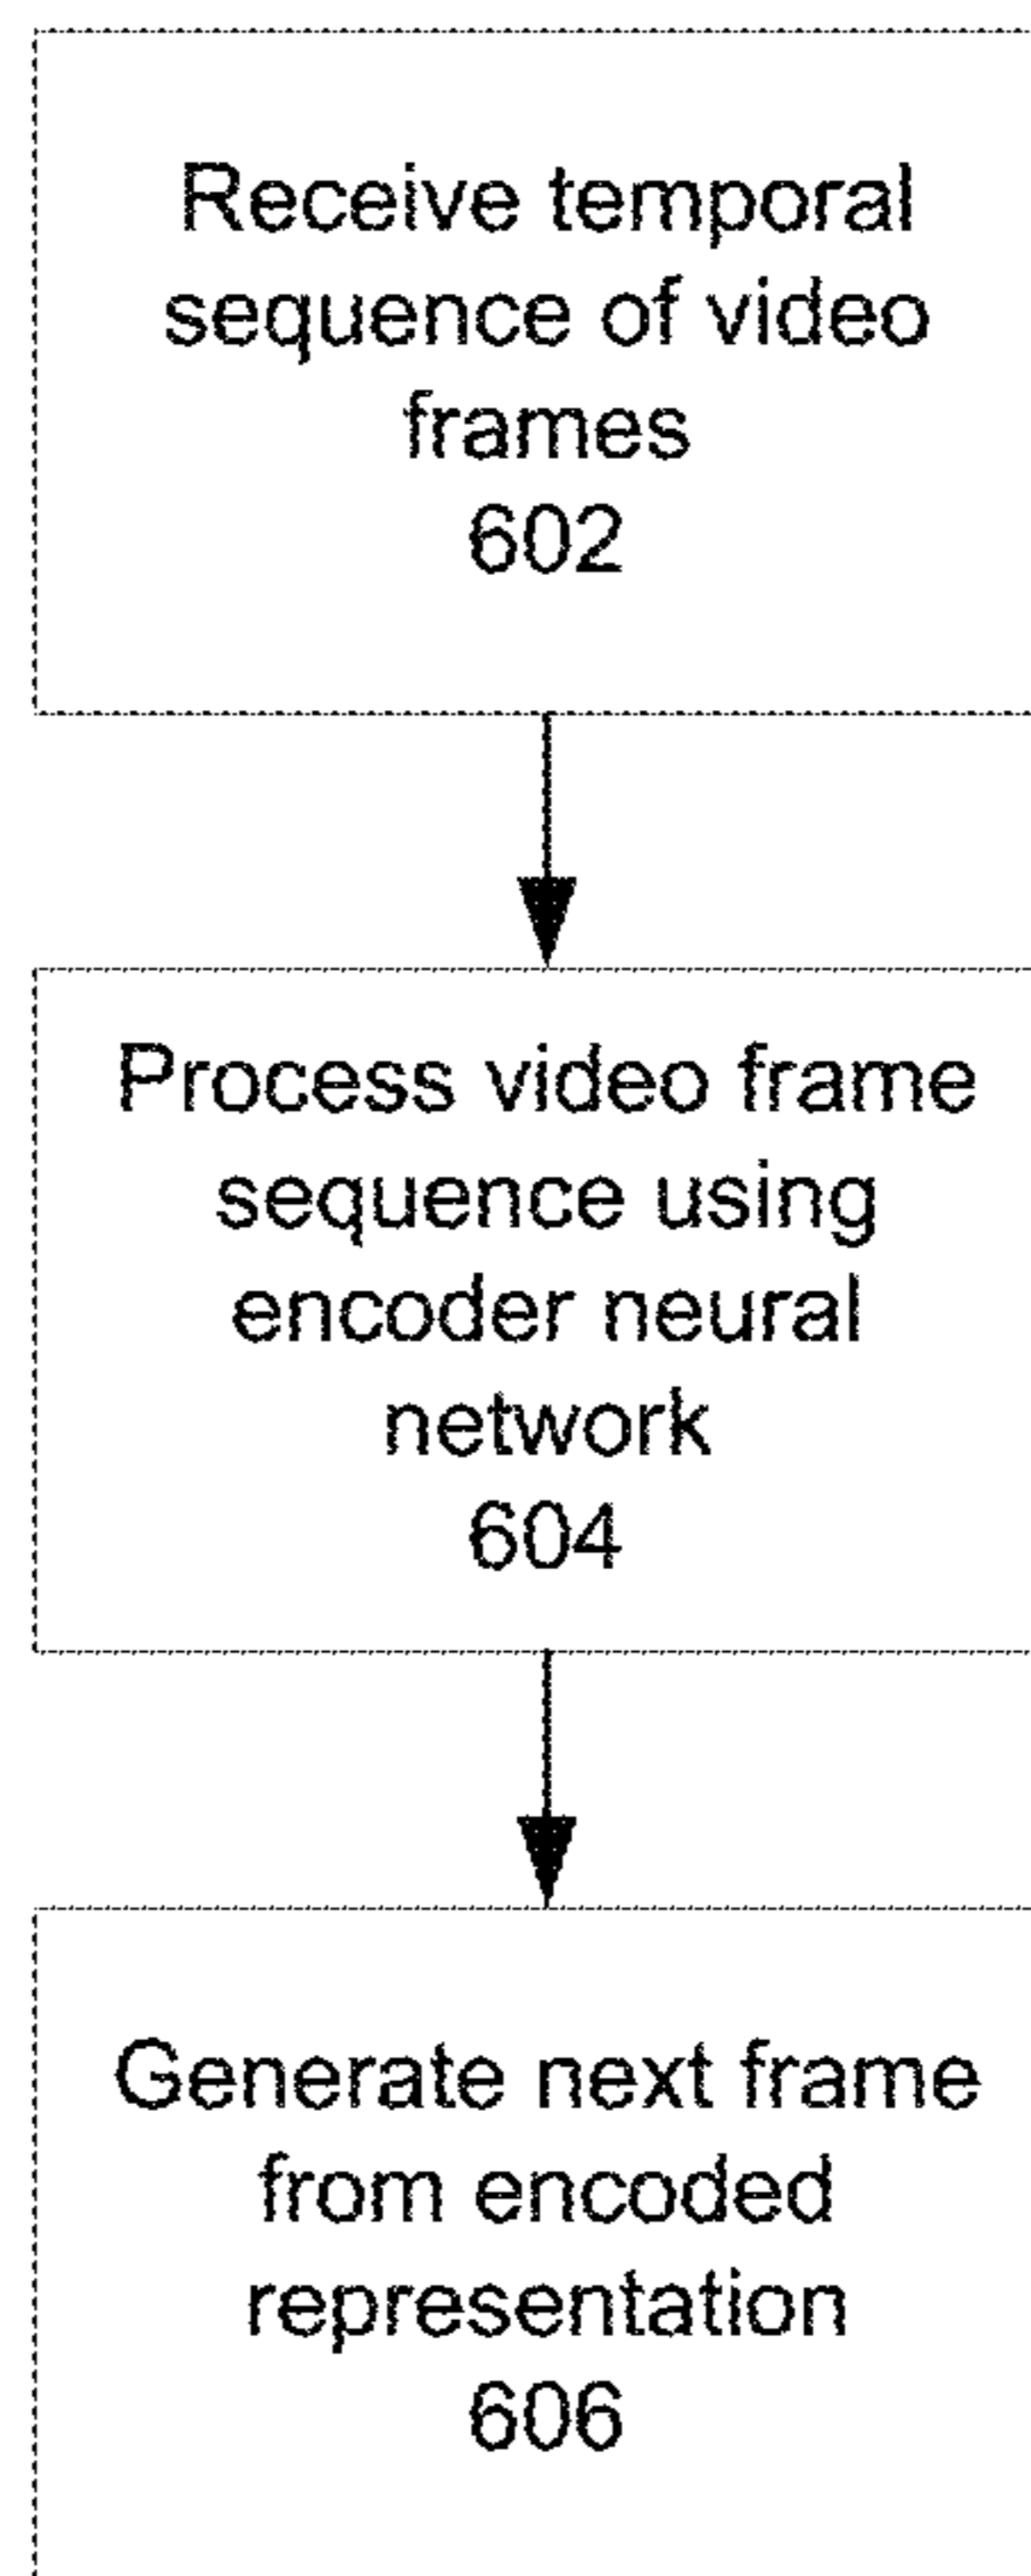 Receive temporal
sequence of video
frames
602
Process video frame
sequence using
encoder neural
network
604
Generate next frame
from encoded
representation
606